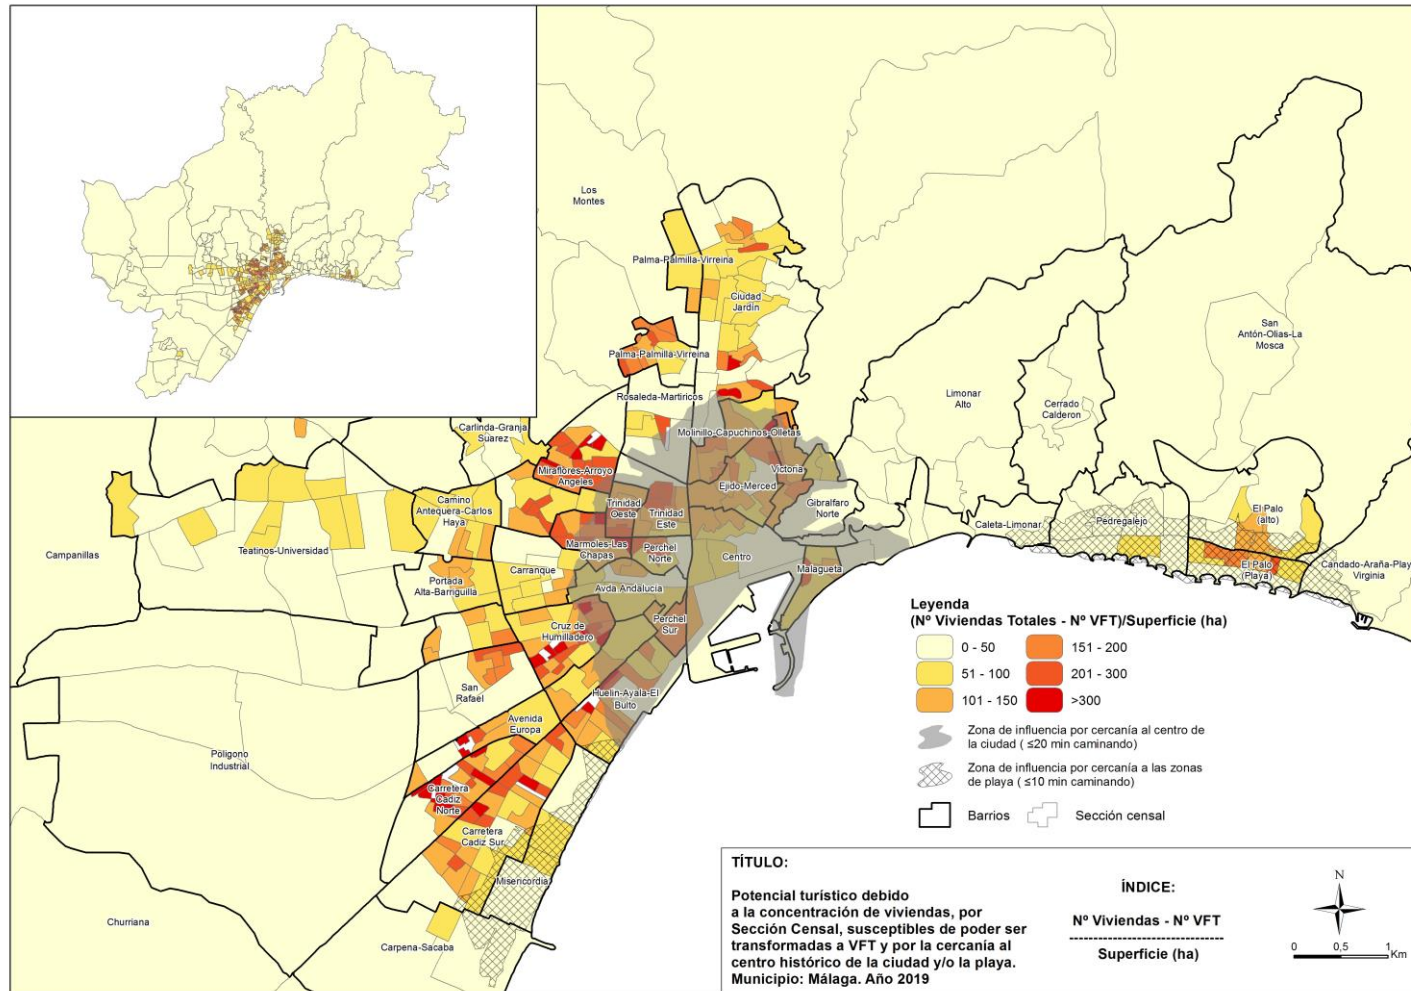 Los
Montes
Palma-Palmilla-Virreina
Ciudad
Jardín
San
Antón-Olias-La
Mosca
Palma-Palmilla-Virreina
Limonar
Alto
Cerrado
Calderon
Rosaleda-Martiricos
Carlinda-Granja
Suarez
Molinillo-Capuchinos-Olletas
Miraflores-Arroyo
Angeles
Victoria
Ejido-Merced
Camino
Antequera-Carlos
Haya
Trinidad
Oeste
Trinidad
Este
Gibralfaro
Norte
El Palo
(alto)
Caleta-Limonar
Pedregalejo
Campanillas
Teatinos-Universidad
Marmoles-Las
Chapas
Perchel
Norte
Centro
Malagueta
El Palo
(Playa)
Candado-Araña-Play
Virginia
Carranque
Portada
Alta-Barriguilla
Avda Andalucía
Cruz de
Humilladero
Perchel
Sur
San
Rafael
Huelin-Ayala-El
Bulto
Avenida
Europa
Pòligono
Industrial
Carretera
Cadiz
Norte
Carretera
Cadiz Sur
Misericordia
Churriana
Carpena-Sacaba
Leyenda
(Nº Viviendas Totales - Nº VFT)/Superficie (ha)
0 - 50 151 - 200
51 - 100 201 - 300
101 - 150 >300
Zona de influencia por cercanía al centro de
la ciudad ( ≤20 min caminando)
Zona de influencia por cercanía a las zonas
de playa ( ≤10 min caminando)
Barrios Sección censal
TÍTULO:
Potencial turístico debido
a la concentración de viviendas, por
Sección Censal, susceptibles de poder ser
transformadas a VFT y por la cercanía al
centro histórico de la ciudad y/o la playa.
Municipio: Málaga. Año 2019
ÍNDICE:
Nº Viviendas - Nº VFT
------------------------------
Superficie (ha)
N
0 0,5 1
Km